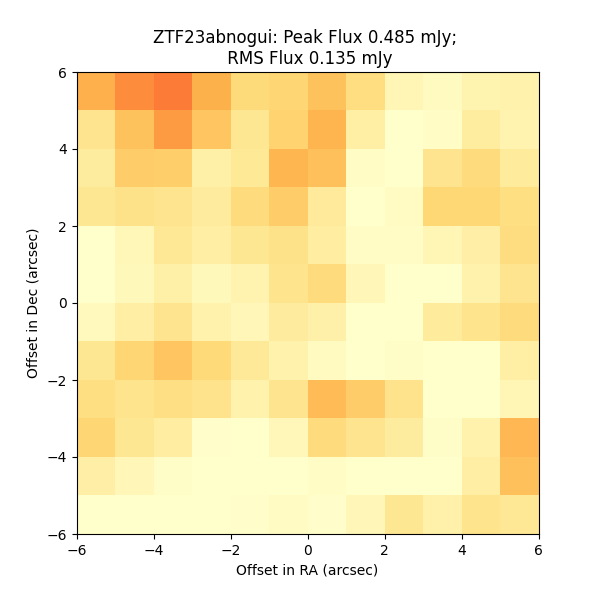 ZTF23abnogui: Peak Flux 0.485 mJy;
RMS Flux 0.135 mJy
6
4
2
0
−2
−4
−6
Offset in Dec (arcsec)
−6 −4 −2 0 2 4 6
Offset in RA (arcsec)